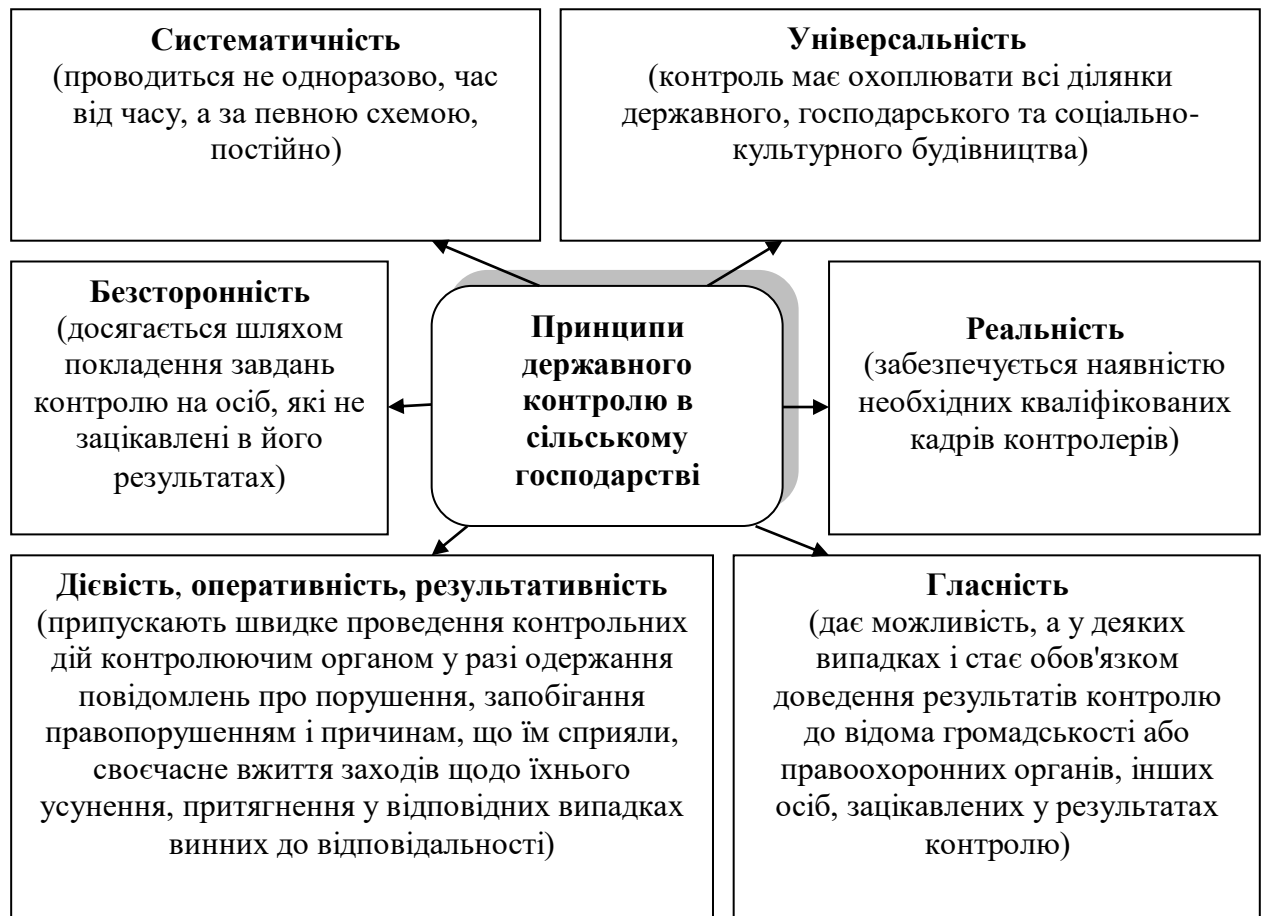 Систематичність
(проводиться не одноразово, час
від часу, а за певною схемою,
постійно)
Універсальність
(контроль має охоплювати всі ділянки
державного, господарського та соціально-
культурного будівництва)
Безсторонність
(досягається шляхом
покладення завдань
контролю на осіб, які не
зацікавлені в його
результатах)
Принципи
державного
контролю в
сільському
господарстві
Реальність
(забезпечується наявністю
необхідних кваліфікованих
кадрів контролерів)
Дієвість, оперативність, результативність
(припускають швидке проведення контрольних
дій контролюючим органом у разі одержання
повідомлень про порушення, запобігання
правопорушенням і причинам, що їм сприяли,
своєчасне вжиття заходів щодо їхнього
усунення, притягнення у відповідних випадках
винних до відповідальності)
Гласність
(дає можливість, а у деяких
випадках і стає обов'язком
доведення результатів контролю
до відома громадськості або
правоохоронних органів, інших
осіб, зацікавлених у результатах
контролю)